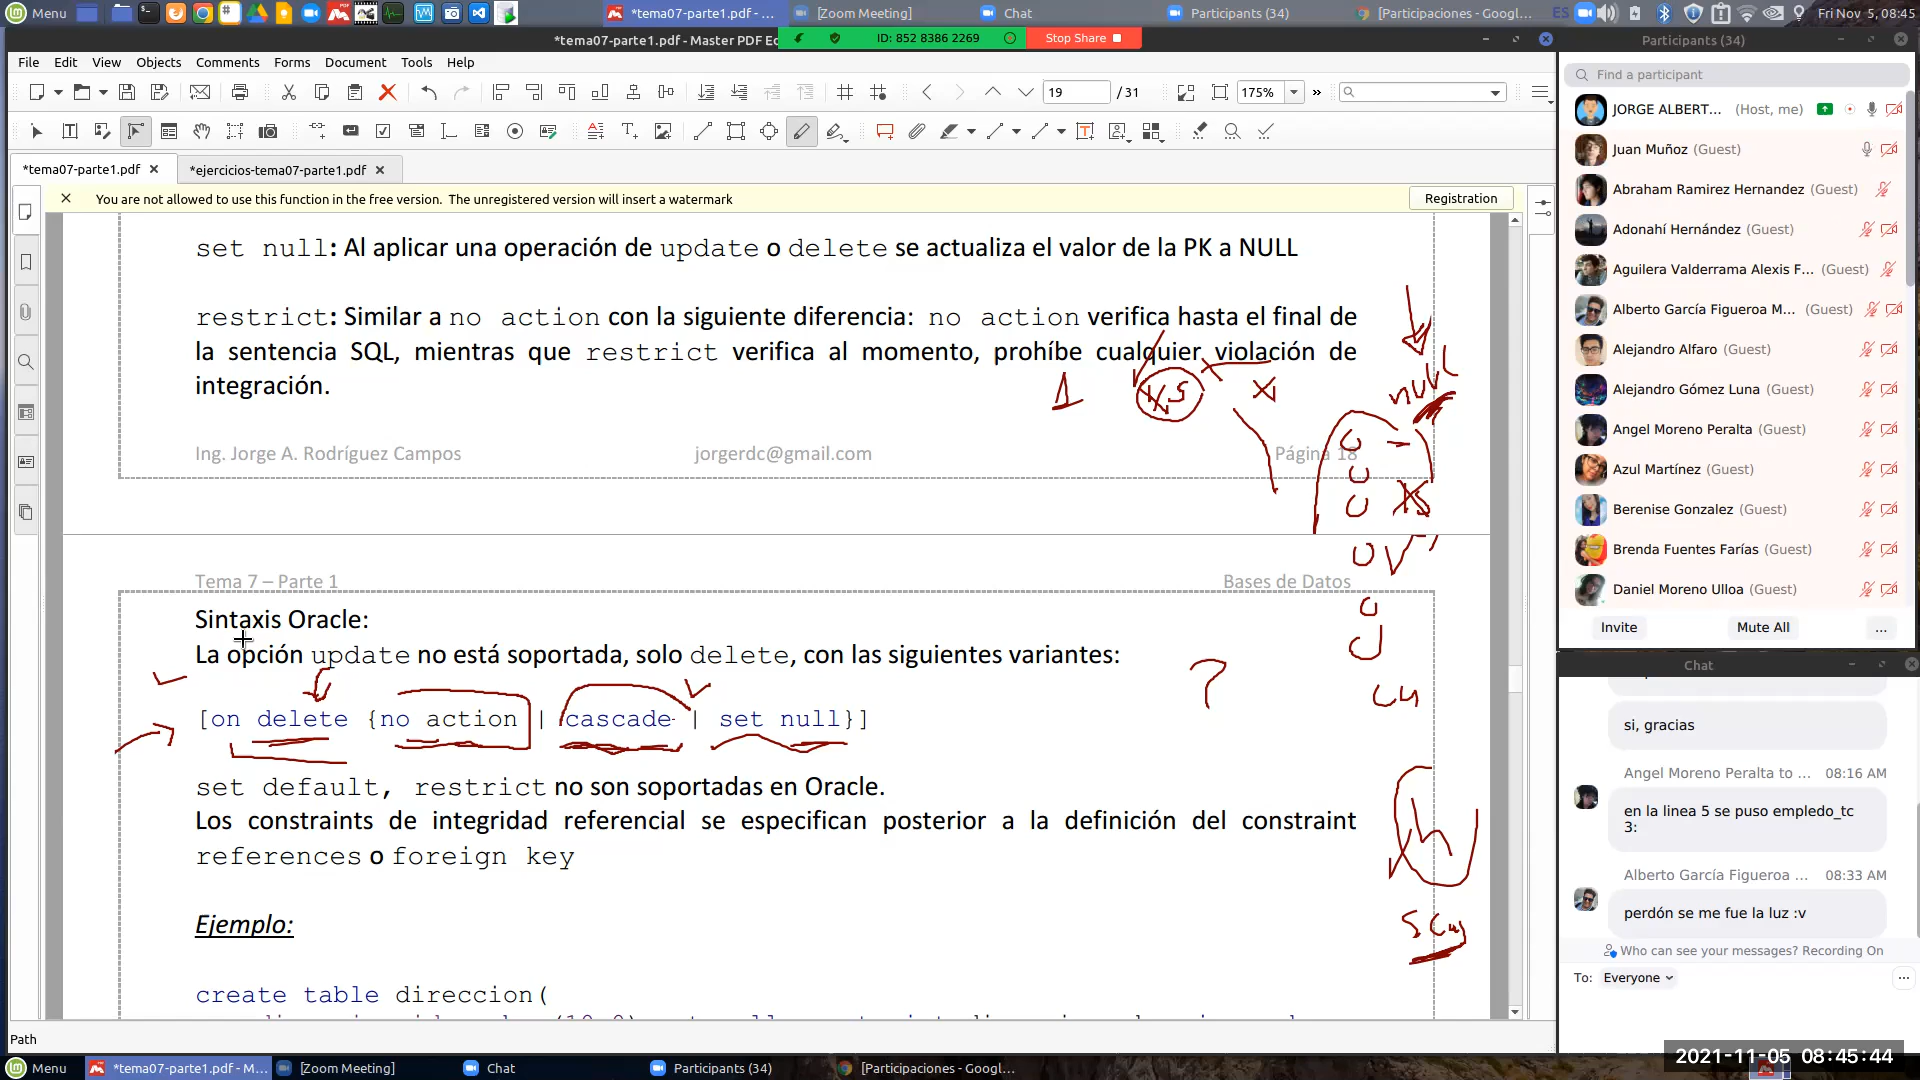 Menu
*tema07-parte1.pdf - ...
[Zoom Meeting]
Chat
Participants (34)
[Participaciones - Googl...
ES
Fri Nov 5, 08:45
*tema07-parte1.pdf - Master PDF Ec
ID: 852 8386 2269
Stop Share
Participants (34)
File Edit View Objects Comments Forms Document Tools Help
19 / 31
175%
*tema07-parte1.pdf
*ejercicios-tema07-parte1.pdf
You are not allowed to use this function in the free version. The unregistered version will insert a watermark
Registration
set null: Al aplicar una operación de update o delete se actualiza el valor de la PK a NULL
restrict: Similar a no action con la siguiente diferencia: no action verifica hasta el final de
la sentencia SQL, mientras que restrict verifica al momento, prohíbe cualquier violación de
integración.
null
1
Ing. Jorge A. Rodríguez Campos
jorgerdc@gmail.com
Página 18
Tema 7 – Parte 1
Bases de Datos
Sintaxis Oracle:
La opción update no está soportada, solo delete, con las siguientes variantes:
?
[on delete {no action | cascade | set null}]
set default, restrict no son soportadas en Oracle.
Los constraints de integridad referencial se especifican posterior a la definición del constraint
references o foreign key
Ejemplo:
create table direccion(
Path
Find a participant
JORGE ALBERT... (Host, me)
Juan Muñoz (Guest)
Abraham Ramirez Hernandez (Guest)
Adonahí Hernández (Guest)
Aguilera Valderrama Alexis F... (Guest)
Alberto García Figueroa M... (Guest)
Alejandro Alfaro (Guest)
Alejandro Gómez Luna (Guest)
Angel Moreno Peralta (Guest)
Azul Martínez (Guest)
Berenise Gonzalez (Guest)
Brenda Fuentes Farías (Guest)
Daniel Moreno Ulloa (Guest)
Invite
Mute All
...
Chat
si, gracias
Angel Moreno Peralta to ... 08:16 AM
en la linea 5 se puso empledo_tc
3:
Alberto García Figueroa ... 08:33 AM
perdón se me fue la luz :v
Who can see your messages? Recording On
To: Everyone
2021-11-05 08:45:44
Menu
*tema07-parte1.pdf - M...
[Zoom Meeting]
Chat
Participants (34)
[Participaciones - Googl...